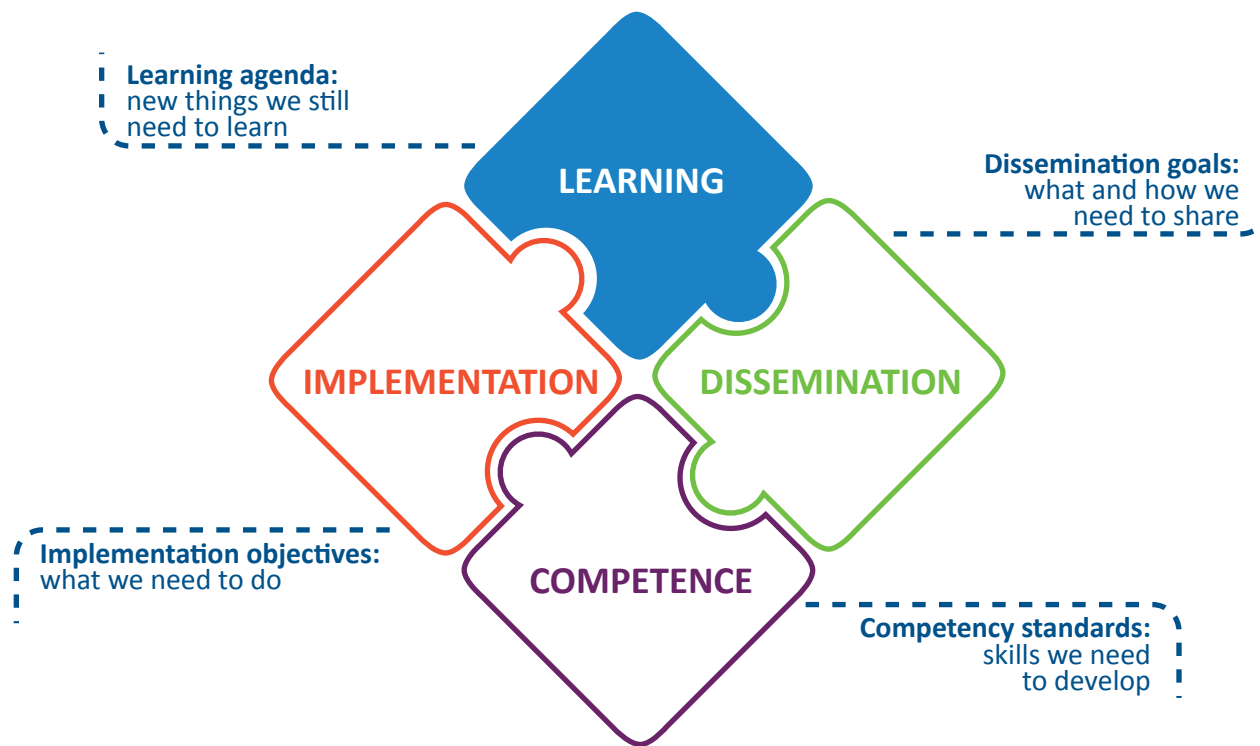 Learning agenda:
new things we still
need to learn
LEARNING
Dissemination goals:
what and how we
need to share
IMPLEMENTATION
DISSEMINATION
Implementation objectives:
what we need to do
COMPETENCE
Competency standards:
skills we need
to develop